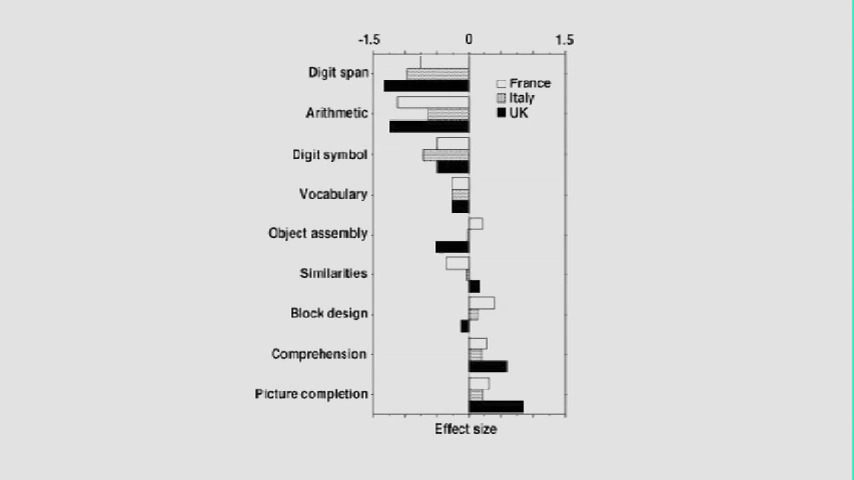 -1.5 0 1.5
Digit span
France
Italy
Arithmetic
UK
Digit symbol
Vocabulary
Object assembly
Similarities
Block design
Comprehension
Picture completion
Effect size